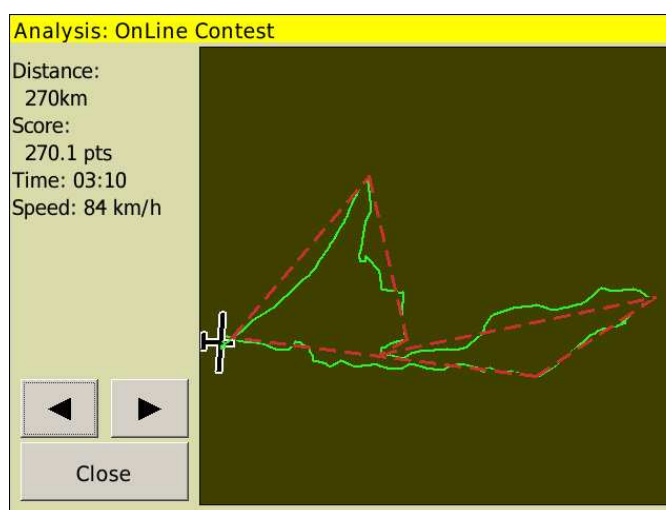 Analysis: OnLine Contest
Distance:
270km
Score:
270.1 pts
Time: 03:10
Speed: 84 km/h
Close